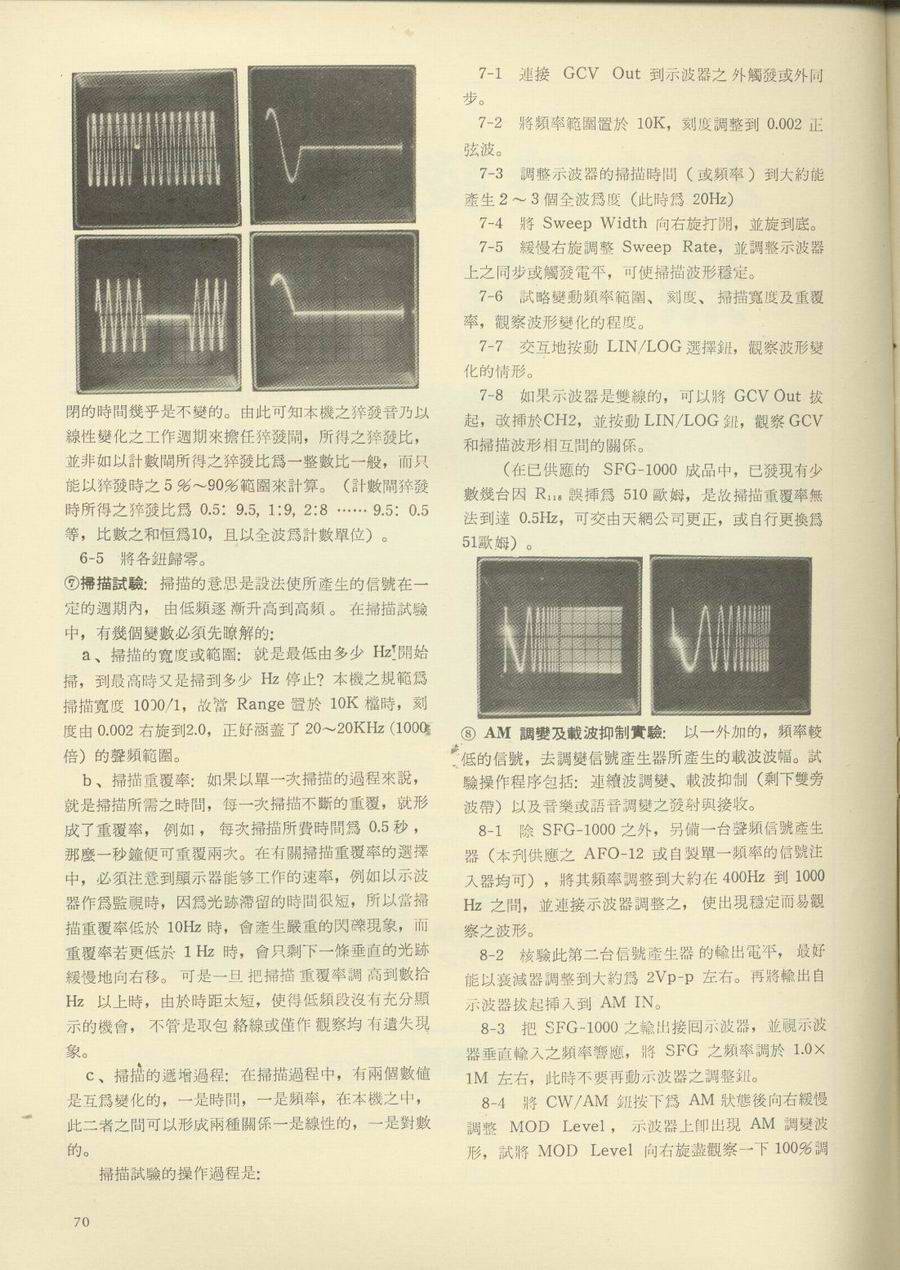 閉的時間幾乎是不變的。由此可知本機之猝發音乃以
線性變化之工作週期來擔任猝發閘，所得之猝發比，
並非如以計數閘所得之猝發比爲一整數比一般，而只
能以猝發時之 5 %～90%範圍來計算。（計數閘猝發
時所得之猝發比爲 0.5：9.5, 1:9, 2:8 …… 9.5：0.5
等，比數之和恒爲10，且以全波爲計數單位）。
6-5 將各鈕歸零。
⑦掃描試驗：掃描的意思是設法使所產生的信號在一
定的週期內，由低頻逐漸升高到高頻。在掃描試驗
中，有幾個變數必須先暸解的：
a、掃描的寬度或範圍：就是最低由多少 Hz 開始
掃，到最高時又是掃到多少 Hz 停止？本機之規範爲
掃描寬度 1000/1，故當 Range 置於 10K 檔時，刻
度由 0.002 右旋到2.0，正好涵蓋了 20～20KHz (1000
倍）的聲頻範圍。
b、掃描重覆率：如果以單一次掃描的過程來說，
就是掃描所需之時間，每一次掃描不斷的重覆，就形
成了重覆率，例如，每次掃描所費時間爲 0.5 秒，
那麼一秒鐘便可重覆兩次。在有關掃描重覆率的選擇
中，必須注意到顯示器能够工作的速率，例如以示波
器作爲監視時，因爲光跡滯留的時間很短，所以當掃
描重覆率低於 10Hz 時，會產生嚴重的閃礫現象，而
重覆率若更低於 1 Hz 時，會只剩下一條垂直的光跡
緩慢地向右移。可是一旦把掃描重覆率調高到數拾
Hz 以上時，由於時距太短，使得低頻段沒有充分顯
示的機會，不管是取包絡線或僅作觀察均有遺失現
象。
c、掃描的遞增過程：在掃描過程中，有兩個數值
是互爲變化的，一是時間，一是頻率，在本機之中，
此二者之間可以形成兩種關係一是線性的，一是對數
的。
掃描試驗的操作過程是：
70
7-1 連接 GCV Out 到示波器之外觸發或外同
步。
7-2 將頻率範圍置於 10K，刻度調整到 0.002 正
弦波。
7-3 調整示波器的掃描時間（或頻率）到大約能
產生 2 ～ 3 個全波爲度（此時爲 20Hz)
7-4 將 Sweep Width 向右旋打開，並旋到底。
7-5 緩慢右旋調整 Sweep Rate，並調整示波器
上之同步或觸發電平，可使掃描波形穩定。
7-6 試略變動頻率範圍、刻度、掃描寬度及重覆
率，觀察波形變化的程度。
7-7 交互地按動 LIN/LOG 選擇鈕，觀察波形變
化的情形。
7-8 如果示波器是雙線的，可以將 GCV Out 拔
起，改插於CH2，並按動 LIN/LOG 鈕，觀察 GCV
和掃描波形相互間的關係。
（在已供應的 SFG-1000 成品中，已發現有少
數幾台因 R₁₁₈ 誤插爲 510 歐姆，是故掃描重覆率無
法到達 0.5Hz，可交由天網公司更正，或自行更換爲
51歐姆）。
⑧ AM 調變及載波抑制實驗：以一外加的，頻率較
低的信號，去調變信號產生器所產生的載波波幅。試
驗操作程序包括：連續波調變、載波抑制（剩下雙旁
波帶）以及音樂或語音調變之發射與接收。
8-1 除 SFG-1000 之外，另備一台聲頻信號產生
器（本刋供應之 AFO-12 或自製單一頻率的信號注
入器均可），將其頻率調整到大約在 400Hz 到 1000
Hz 之間，並連接示波器調整之，使出現穩定而易觀
察之波形。
8-2 核驗此第二台信號產生器的輸出電平，最好
能以衰減器調整到大約爲 2Vp-p 左右。再將輸出自
示波器拔起插入到 AM IN。
8-3 把 SFG-1000 之輸出接回示波器，並視示波
器垂直輸入之頻率響應，將 SFG 之頻率調於 1.0×
1M 左右，此時不要再動示波器之調整鈕。
8-4 將 CW/AM 鈕按下爲 AM 狀態後向右緩慢
調整 MOD Level，示波器上卽出現 AM 調變波
形，試將 MOD Level 向右旋盡觀察一下 100%調